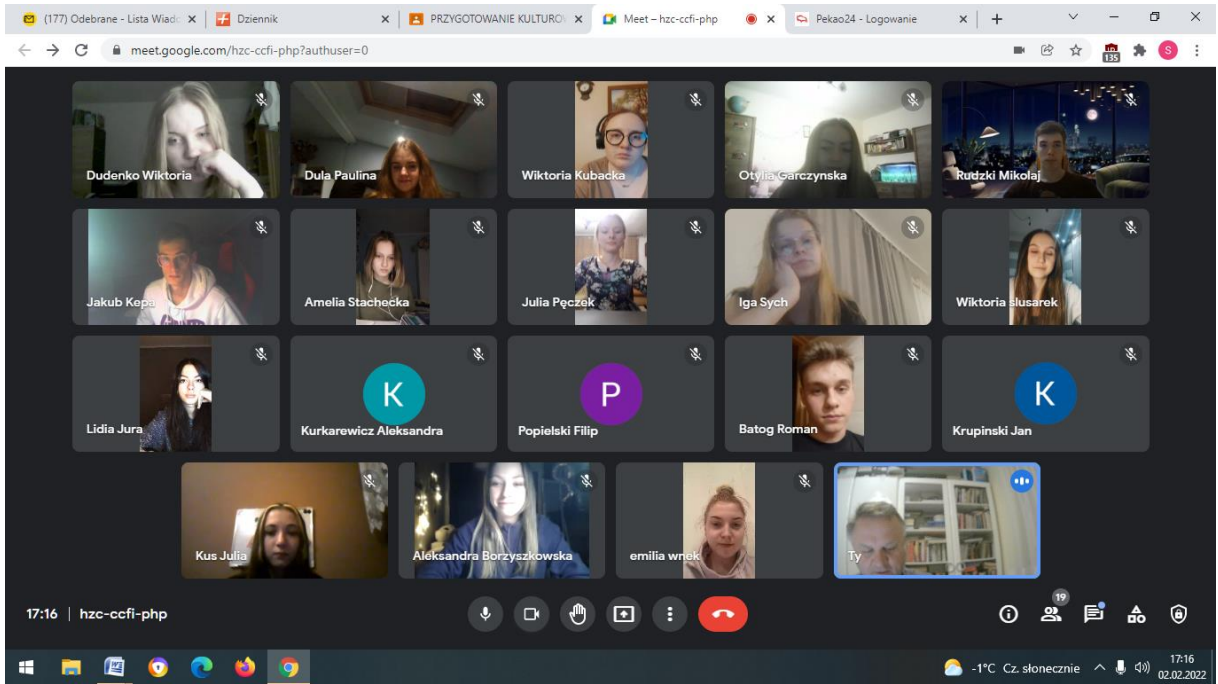 (177) Odebrane - Lista Wiado
Dziennik
PRZYGOTOWANIE KULTUROW
Meet – hzc-ccfi-php
Pekao24 - Logowanie
meet.google.com/hzc-ccfi-php?authuser=0
135
S
Dudenko Wiktoria
Dula Paulina
Wiktoria Kubacka
Otylia Garczynska
Rudzki Mikolaj
Jakub Kepa
Amelia Stachecka
Julia Pęczek
Iga Sych
Wiktoria ślusarek
Lidia Jura
K
Kurkarewicz Aleksandra
P
Popielski Filip
Batog Roman
K
Krupinski Jan
Kus Julia
Aleksandra Borzyszkowska
emilia wnek
Ty
17:16 | hzc-ccfi-php
19
-1°C Cz. słonecznie
17:16
02.02.2022